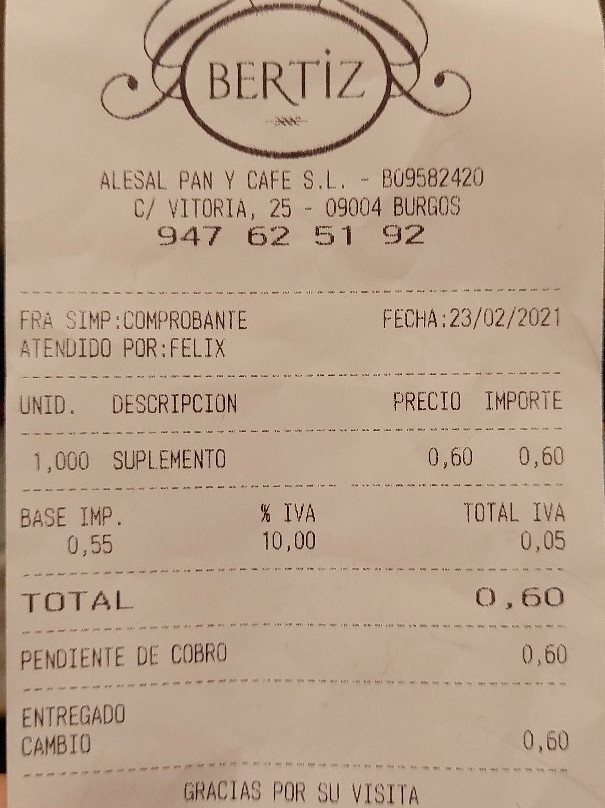 BERTIZ
ALESAL PAN Y CAFE S.L. - B09582420
C/ VITORIA, 25 - 09004 BURGOS
947 62 51 92
FRA SIMP:COMPROBANTE FECHA:23/02/2021
ATENDIDO POR:FELIX
UNID. DESCRIPCION PRECIO IMPORTE
1,000 SUPLEMENTO 0,60 0,60
BASE IMP. % IVA TOTAL IVA
0,55 10,00 0,05
TOTAL 0,60
PENDIENTE DE COBRO 0,60
ENTREGADO
CAMBIO 0,60
GRACIAS POR SU VISITA